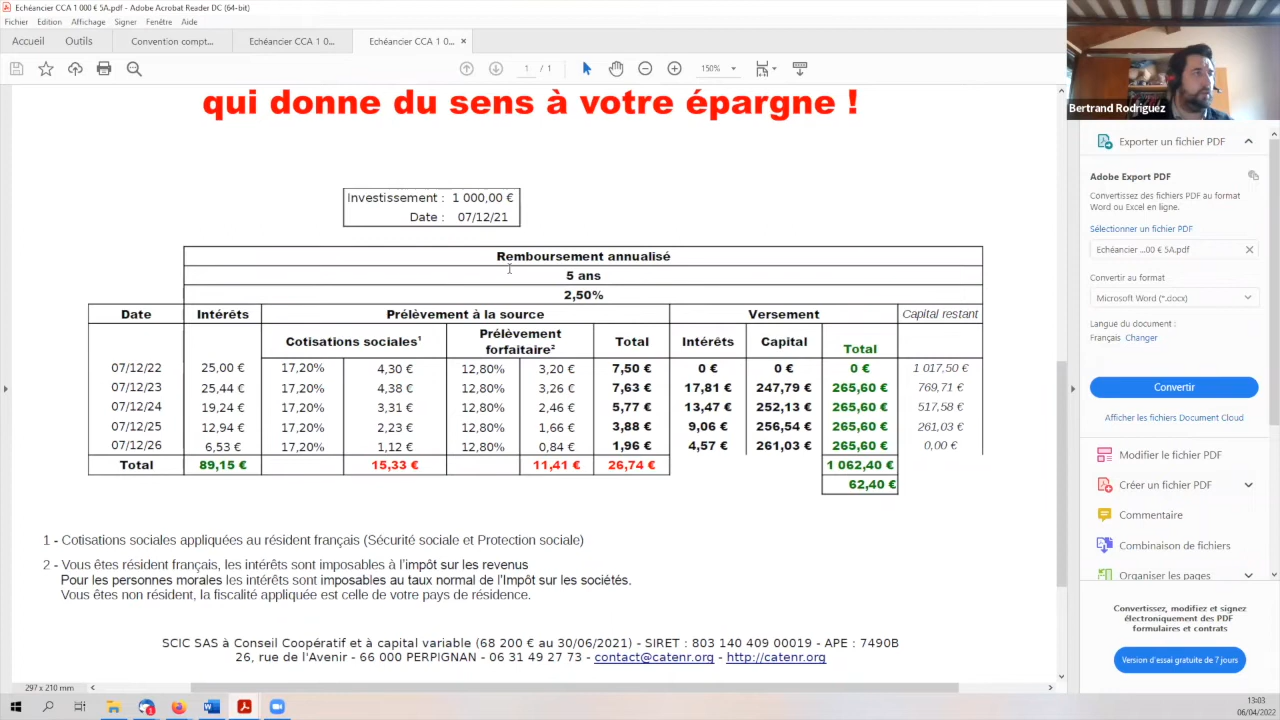 Echéancier CCA 1 000 € 5A.pdf - Adobe Acrobat Reader DC (64-bit)
Fichier Edition Affichage Signer Fenêtre Aide
Accueil Outils Convention compt... Echéancier CCA 1 0... Echéancier CCA 1 0... ×
1 / 1 150%
qui donne du sens à votre épargne !
Investissement : 1 000,00 €
Date : 07/12/21
Remboursement annualisé
5 ans
2,50%
Date Intérêts Prélèvement à la source Versement Capital restant
Cotisations sociales¹ Prélèvement forfaitaire² Total Intérêts Capital Total
07/12/22 25,00 € 17,20% 4,30 € 12,80% 3,20 € 7,50 € 0 € 0 € 0 € 1 017,50 €
07/12/23 25,44 € 17,20% 4,38 € 12,80% 3,26 € 7,63 € 17,81 € 247,79 € 265,60 € 769,71 €
07/12/24 19,24 € 17,20% 3,31 € 12,80% 2,46 € 5,77 € 13,47 € 252,13 € 265,60 € 517,58 €
07/12/25 12,94 € 17,20% 2,23 € 12,80% 1,66 € 3,88 € 9,06 € 256,54 € 265,60 € 261,03 €
07/12/26 6,53 € 17,20% 1,12 € 12,80% 0,84 € 1,96 € 4,57 € 261,03 € 265,60 € 0,00 €
Total 89,15 € 15,33 € 11,41 € 26,74 € 1 062,40 €
62,40 €
1 - Cotisations sociales appliquées au résident français (Sécurité sociale et Protection sociale)
2 - Vous êtes résident français, les intérêts sont imposables à l'impôt sur les revenus
Pour les personnes morales les intérêts sont imposables au taux normal de l'Impôt sur les sociétés.
Vous êtes non résident, la fiscalité appliquée est celle de votre pays de résidence.
SCIC SAS à Conseil Coopératif et à capital variable (68 200 € au 30/06/2021) - SIRET : 803 140 409 00019 - APE : 7490B
26, rue de l'Avenir - 66 000 PERPIGNAN - 06 31 49 27 73 - contact@catenr.org - http://catenr.org
297 x 210 mm
Bertrand Rodriguez
Exporter un fichier PDF
Adobe Export PDF
Convertissez des fichiers PDF au format
Word ou Excel en ligne.
Sélectionner un fichier PDF
Echéancier ...00 € 5A.pdf
Convertir au format
Microsoft Word (*.docx)
Langue du document :
Français Changer
Convertir
Afficher les fichiers Document Cloud
Modifier le fichier PDF
Créer un fichier PDF
Commentaire
Combinaison de fichiers
Organiser les pages
Convertissez, modifiez et signez
électroniquement des PDF
formulaires et contrats
Version d'essai gratuite de 7 jours
13:03
06/04/2022